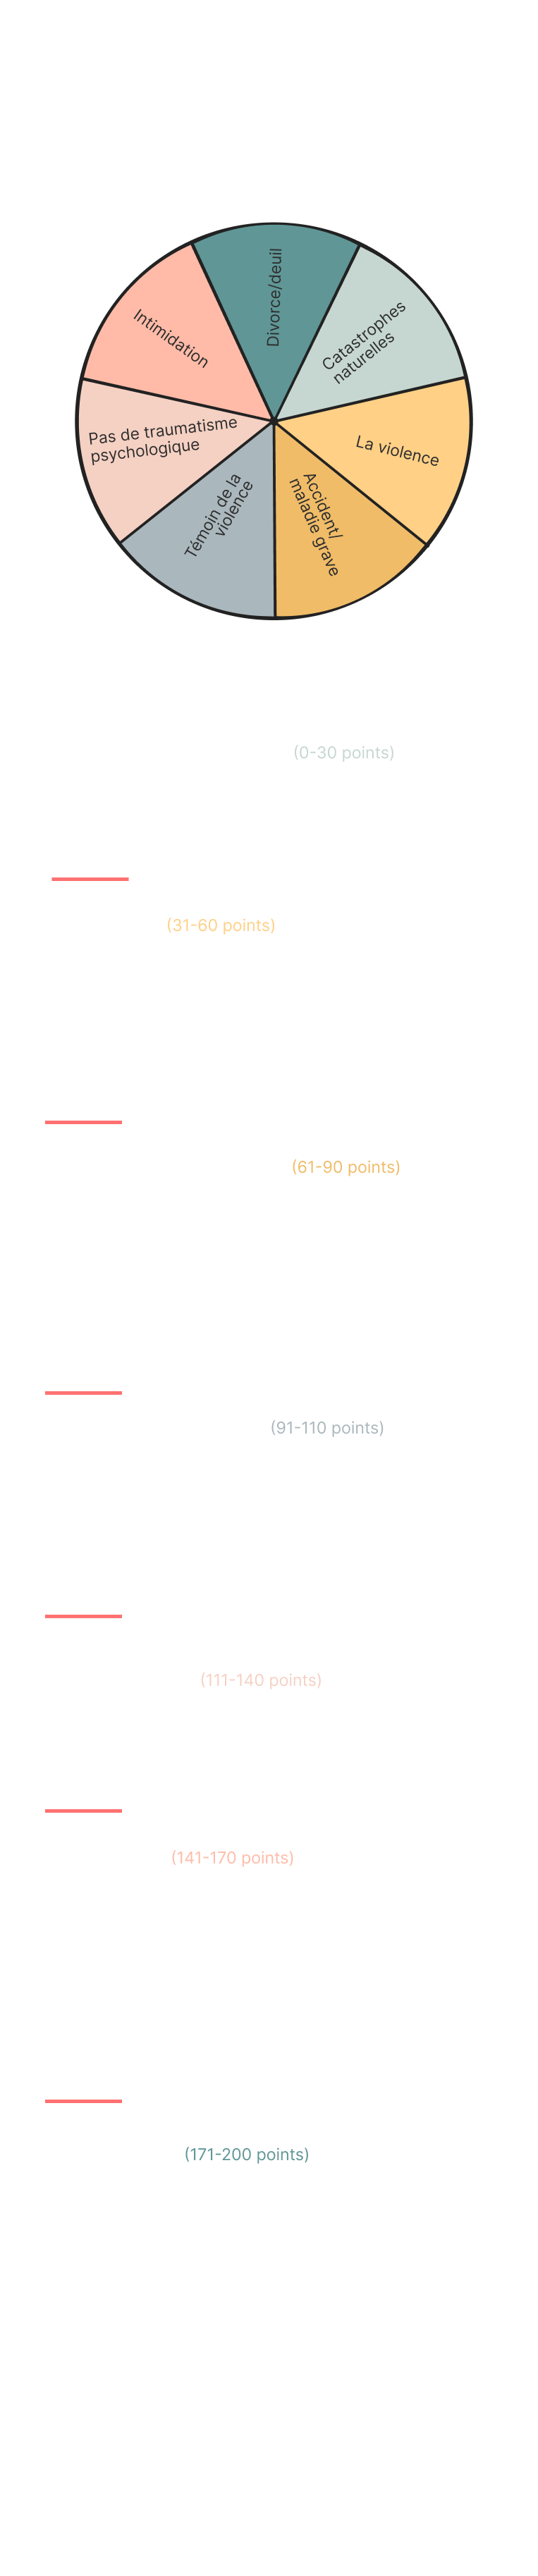 Divorce/deuil
Catastrophes
naturelles
La violence
Accident/
maladie grave
Témoin de la
violence
Pas de traumatisme
psychologique
Intimidation
(0-30 points)
(31-60 points)
(61-90 points)
(91-110 points)
(111-140 points)
(141-170 points)
(171-200 points)